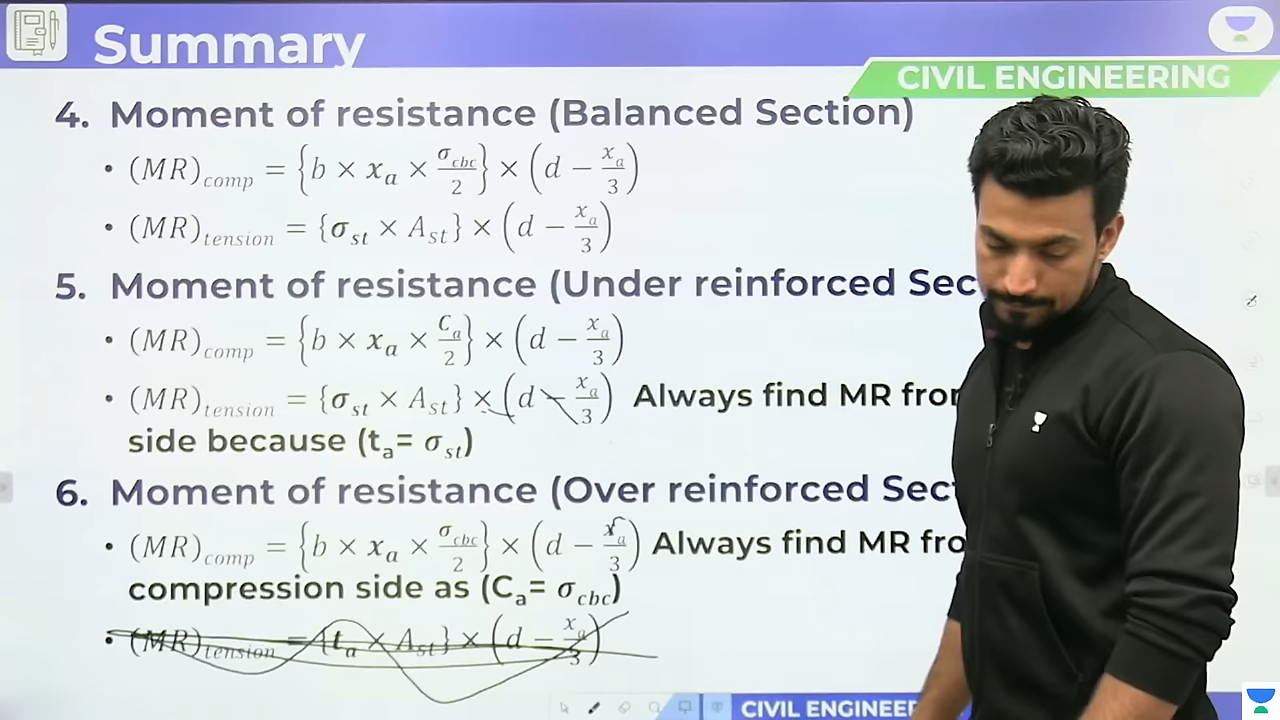 Summary
CIVIL ENGINEERING
4. Moment of resistance (Balanced Section)
• (MR)comp = {b × xₐ × σcbc/2} × (d − xₐ/3)
• (MR)tension = {σst × Ast} × (d − xₐ/3)
5. Moment of resistance (Under reinforced Sec
• (MR)comp = {b × xₐ × Cₐ/2} × (d − xₐ/3)
• (MR)tension = {σst × Ast} × (d − xₐ/3) Always find MR from
side because (tₐ= σst)
6. Moment of resistance (Over reinforced Sec
• (MR)comp = {b × xₐ × σcbc/2} × (d − xₐ/3) Always find MR fro
compression side as (Cₐ= σcbc)
• (MR)tension = {tₐ × Ast} × (d − xₐ/3)
CIVIL ENGINEE